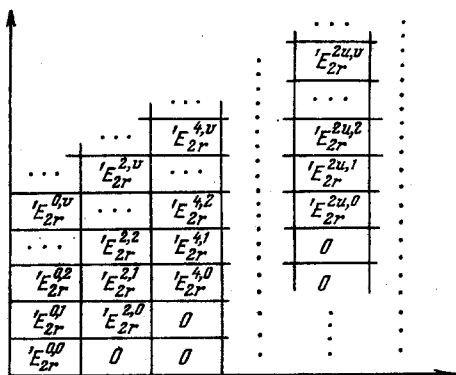 ...
'E_{2r}^{2u,v}
... ...
... 'E_{2r}^{4,v} 'E_{2r}^{2u,2}
... 'E_{2r}^{2,v} ... 'E_{2r}^{2u,1}
'E_{2r}^{0,v} ... 'E_{2r}^{4,2} 'E_{2r}^{2u,0}
... 'E_{2r}^{2,2} 'E_{2r}^{4,1} 0
'E_{2r}^{0,2} 'E_{2r}^{2,1} 'E_{2r}^{4,0} 0
'E_{2r}^{0,1} 'E_{2r}^{2,0} 0
'E_{2r}^{0,0} 0 0